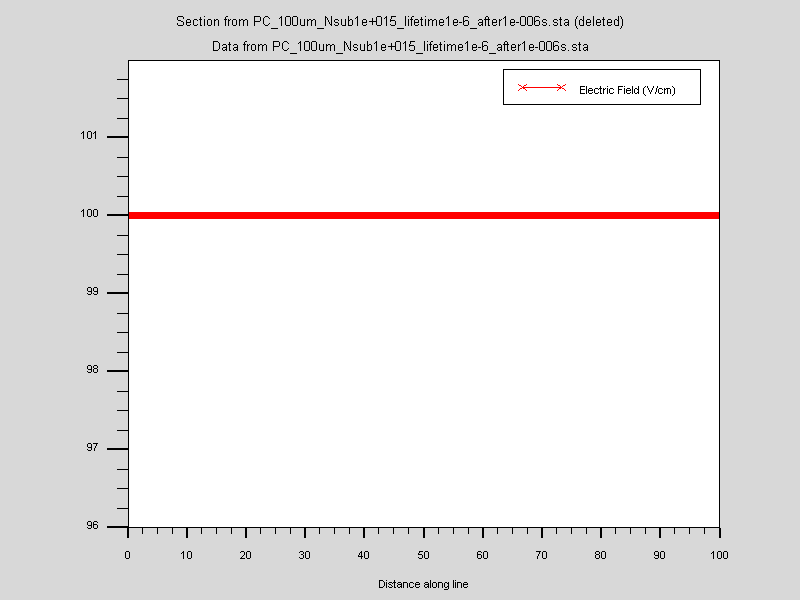 Section from PC_100um_Nsub1e+015_lifetime1e-6_after1e-006s.sta (deleted)
Data from PC_100um_Nsub1e+015_lifetime1e-6_after1e-006s.sta
Electric Field (V/cm)
101
100
99
98
97
96
0 10 20 30 40 50 60 70 80 90 100
Distance along line